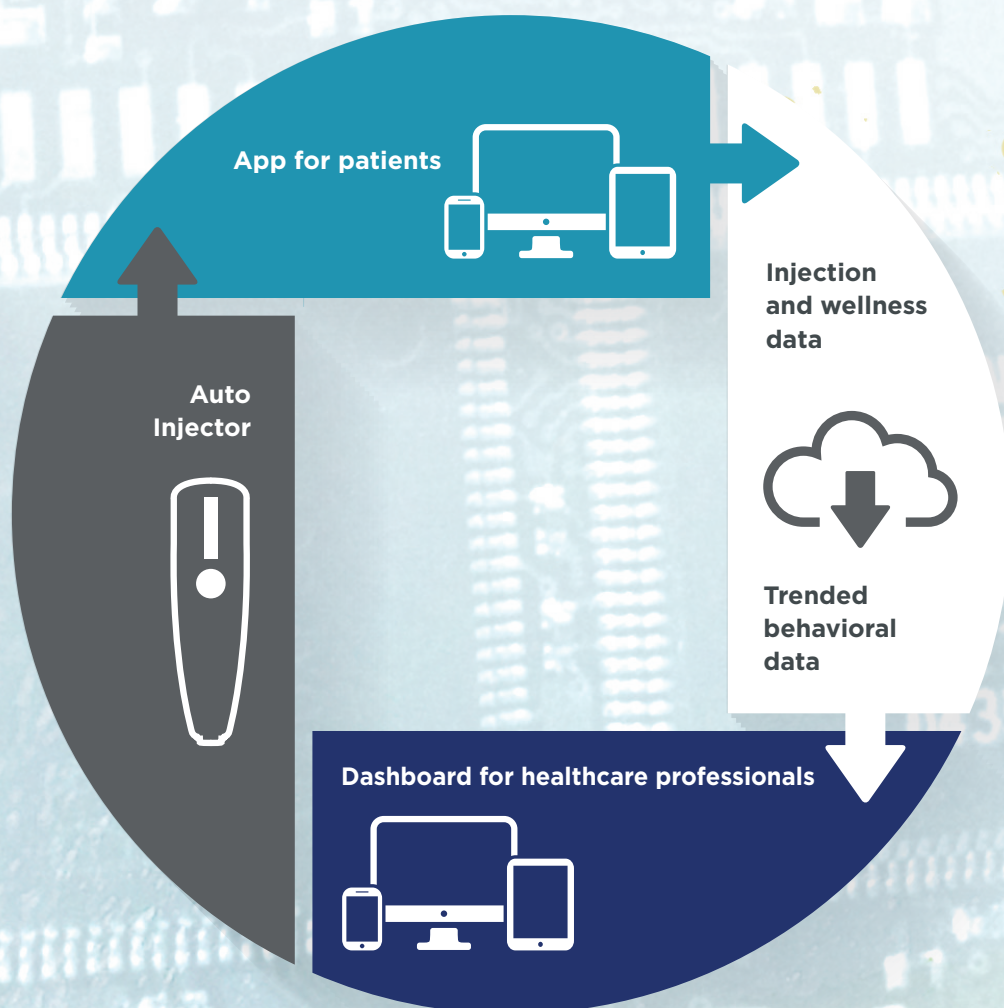 App for patients
Injection
and wellness
data
Auto
Injector
Trended
behavioral
data
Dashboard for healthcare professionals